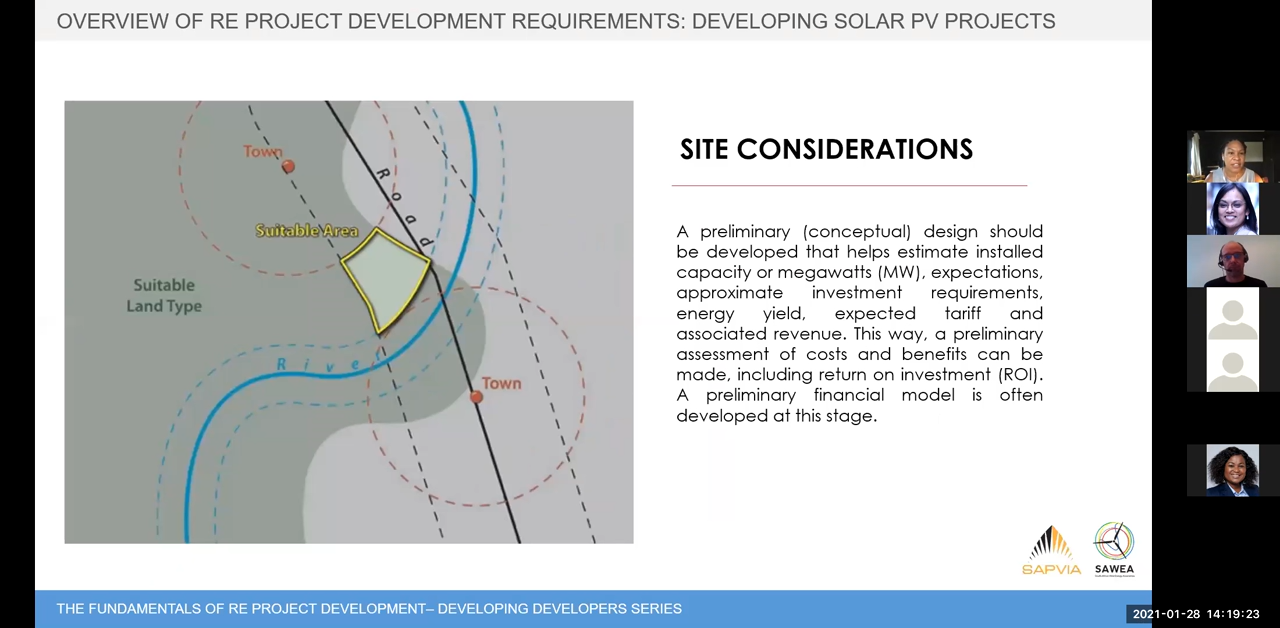 OVERVIEW OF RE PROJECT DEVELOPMENT REQUIREMENTS: DEVELOPING SOLAR PV PROJECTS
Town
Road
Suitable Area
Suitable
Land Type
Rive
Town
SITE CONSIDERATIONS
A preliminary (conceptual) design should
be developed that helps estimate installed
capacity or megawatts (MW), expectations,
approximate investment requirements,
energy yield, expected tariff and
associated revenue. This way, a preliminary
assessment of costs and benefits can be
made, including return on investment (ROI).
A preliminary financial model is often
developed at this stage.
SAPVIA
SAWEA
THE FUNDAMENTALS OF RE PROJECT DEVELOPMENT– DEVELOPING DEVELOPERS SERIES
2021-01-28 14:19:23